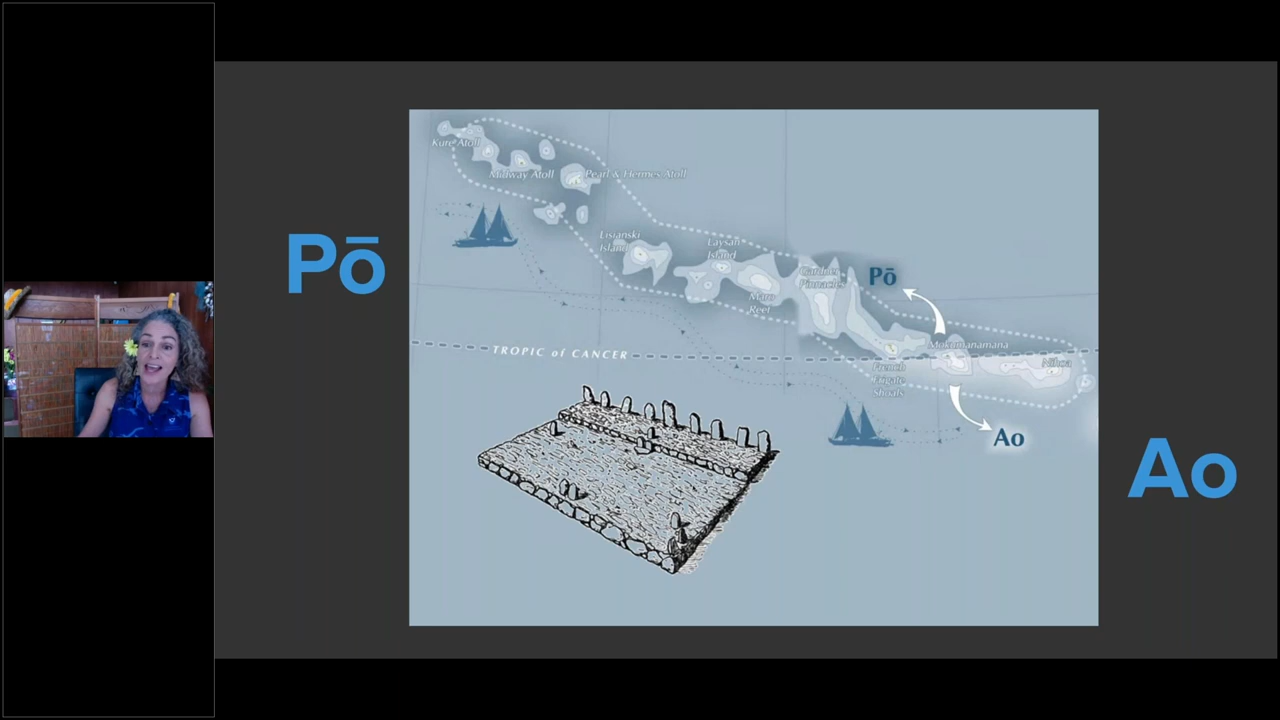 Kure Atoll
Midway Atoll
Pearl & Hermes Atoll
Pō
Lisianski
Island
Laysan
Island
Gardner
Pinnacles
Pō
Maro
Reef
Mokumanamana
TROPIC of CANCER
Nihoa
French
Frigate
Shoals
Ao
Ao